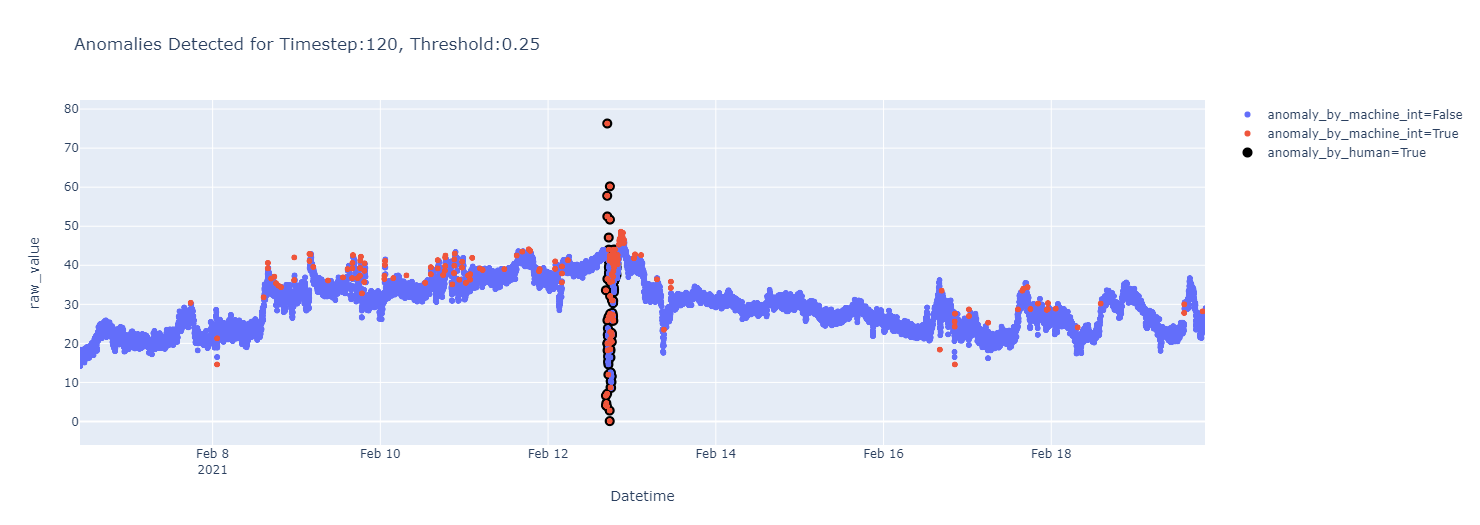 Anomalies Detected for Timestep:120, Threshold:0.25
anomaly_by_machine_int=False
anomaly_by_machine_int=True
anomaly_by_human=True
raw_value
80
70
60
50
40
30
20
10
0
Feb 8
2021
Feb 10
Feb 12
Feb 14
Feb 16
Feb 18
Datetime